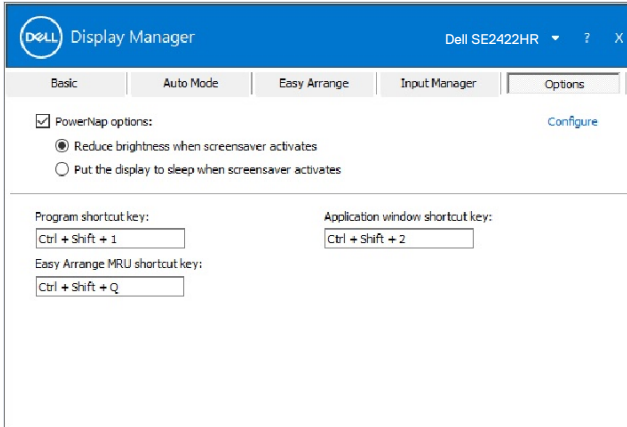 DELL Display Manager
Dell SE2422HR ? X
Basic Auto Mode Easy Arrange Input Manager Options
PowerNap options: Configure
Reduce brightness when screensaver activates
Put the display to sleep when screensaver activates
Program shortcut key: Application window shortcut key:
Ctrl + Shift + 1 Ctrl + Shift + 2
Easy Arrange MRU shortcut key:
Ctrl + Shift + Q